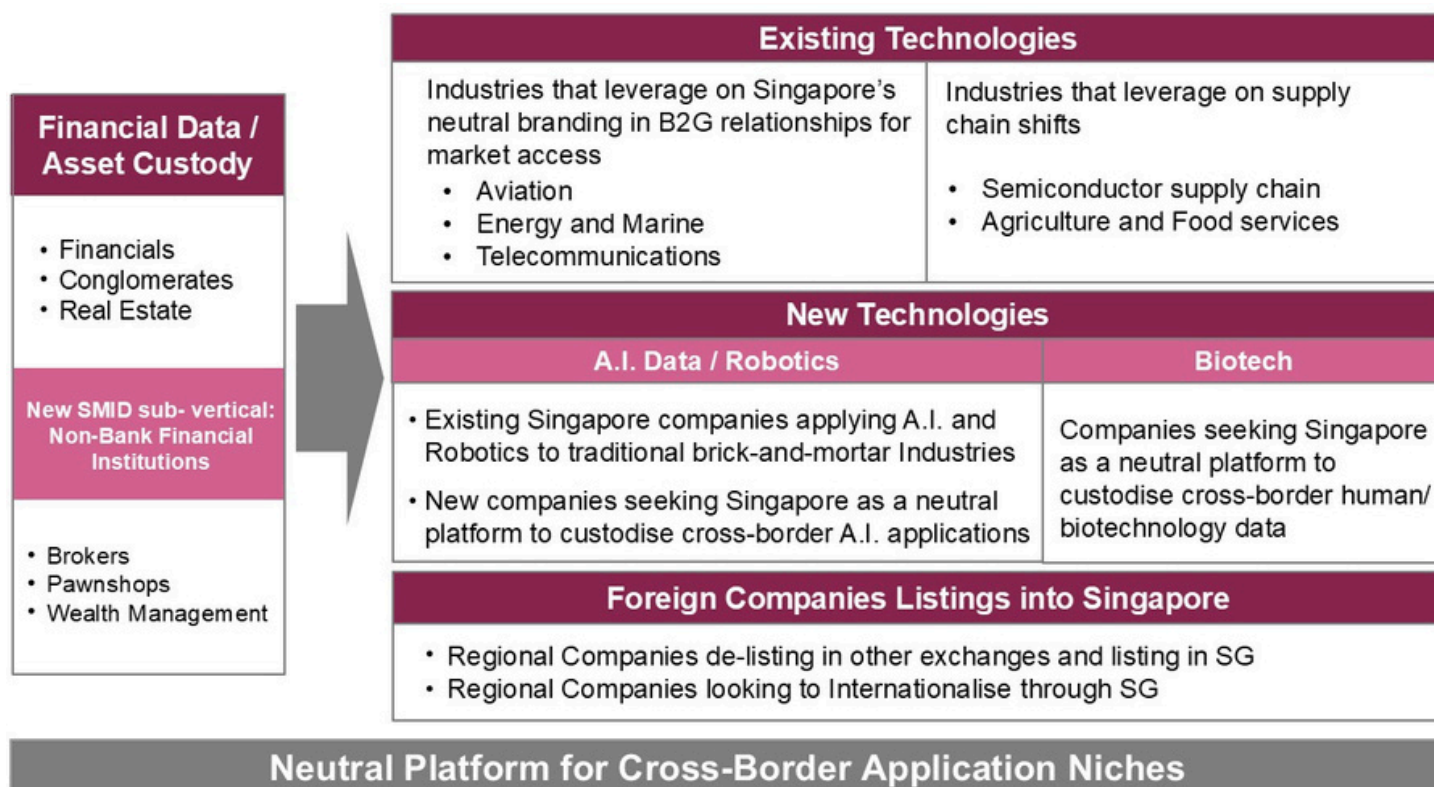 Financial Data /
Asset Custody
• Financials
• Conglomerates
• Real Estate
New SMID sub- vertical:
Non-Bank Financial
Institutions
• Brokers
• Pawnshops
• Wealth Management
Existing Technologies
Industries that leverage on Singapore’s
neutral branding in B2G relationships for
market access
• Aviation
• Energy and Marine
• Telecommunications
Industries that leverage on supply
chain shifts
• Semiconductor supply chain
• Agriculture and Food services
New Technologies
A.I. Data / Robotics
• Existing Singapore companies applying A.I. and
Robotics to traditional brick-and-mortar Industries
• New companies seeking Singapore as a neutral
platform to custodise cross-border A.I. applications
Biotech
Companies seeking Singapore
as a neutral platform to
custodise cross-border human/
biotechnology data
Foreign Companies Listings into Singapore
• Regional Companies de-listing in other exchanges and listing in SG
• Regional Companies looking to Internationalise through SG
Neutral Platform for Cross-Border Application Niches